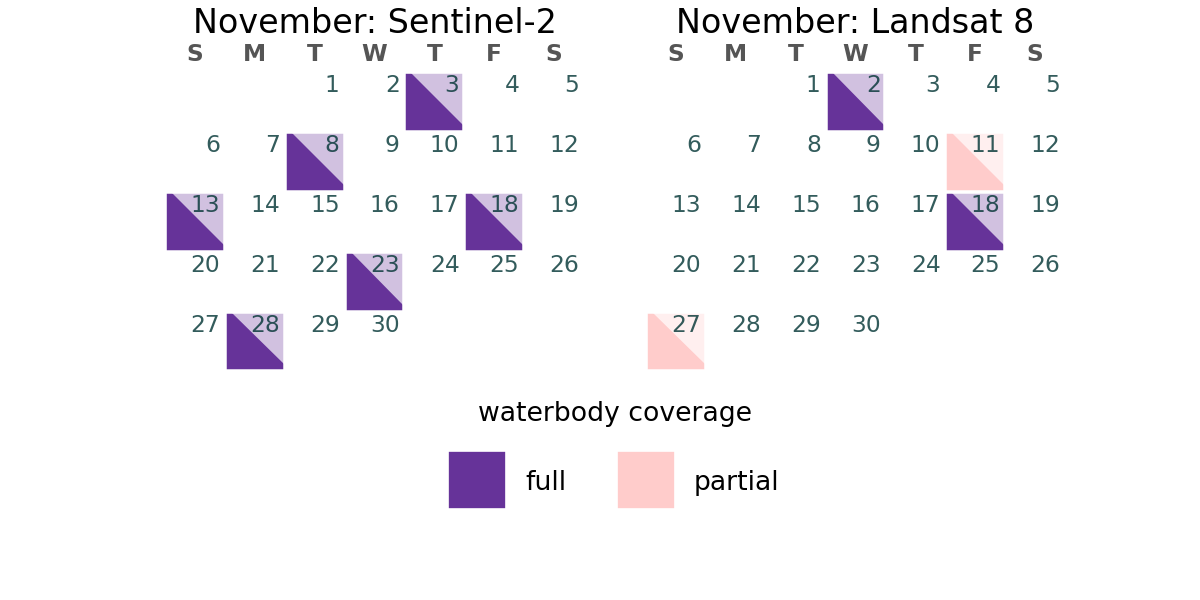 November: Sentinel-2
S M T W T F S
1 2 3 4 5
6 7 8 9 10 11 12
13 14 15 16 17 18 19
20 21 22 23 24 25 26
27 28 29 30
November: Landsat 8
S M T W T F S
1 2 3 4 5
6 7 8 9 10 11 12
13 14 15 16 17 18 19
20 21 22 23 24 25 26
27 28 29 30
waterbody coverage
full
partial